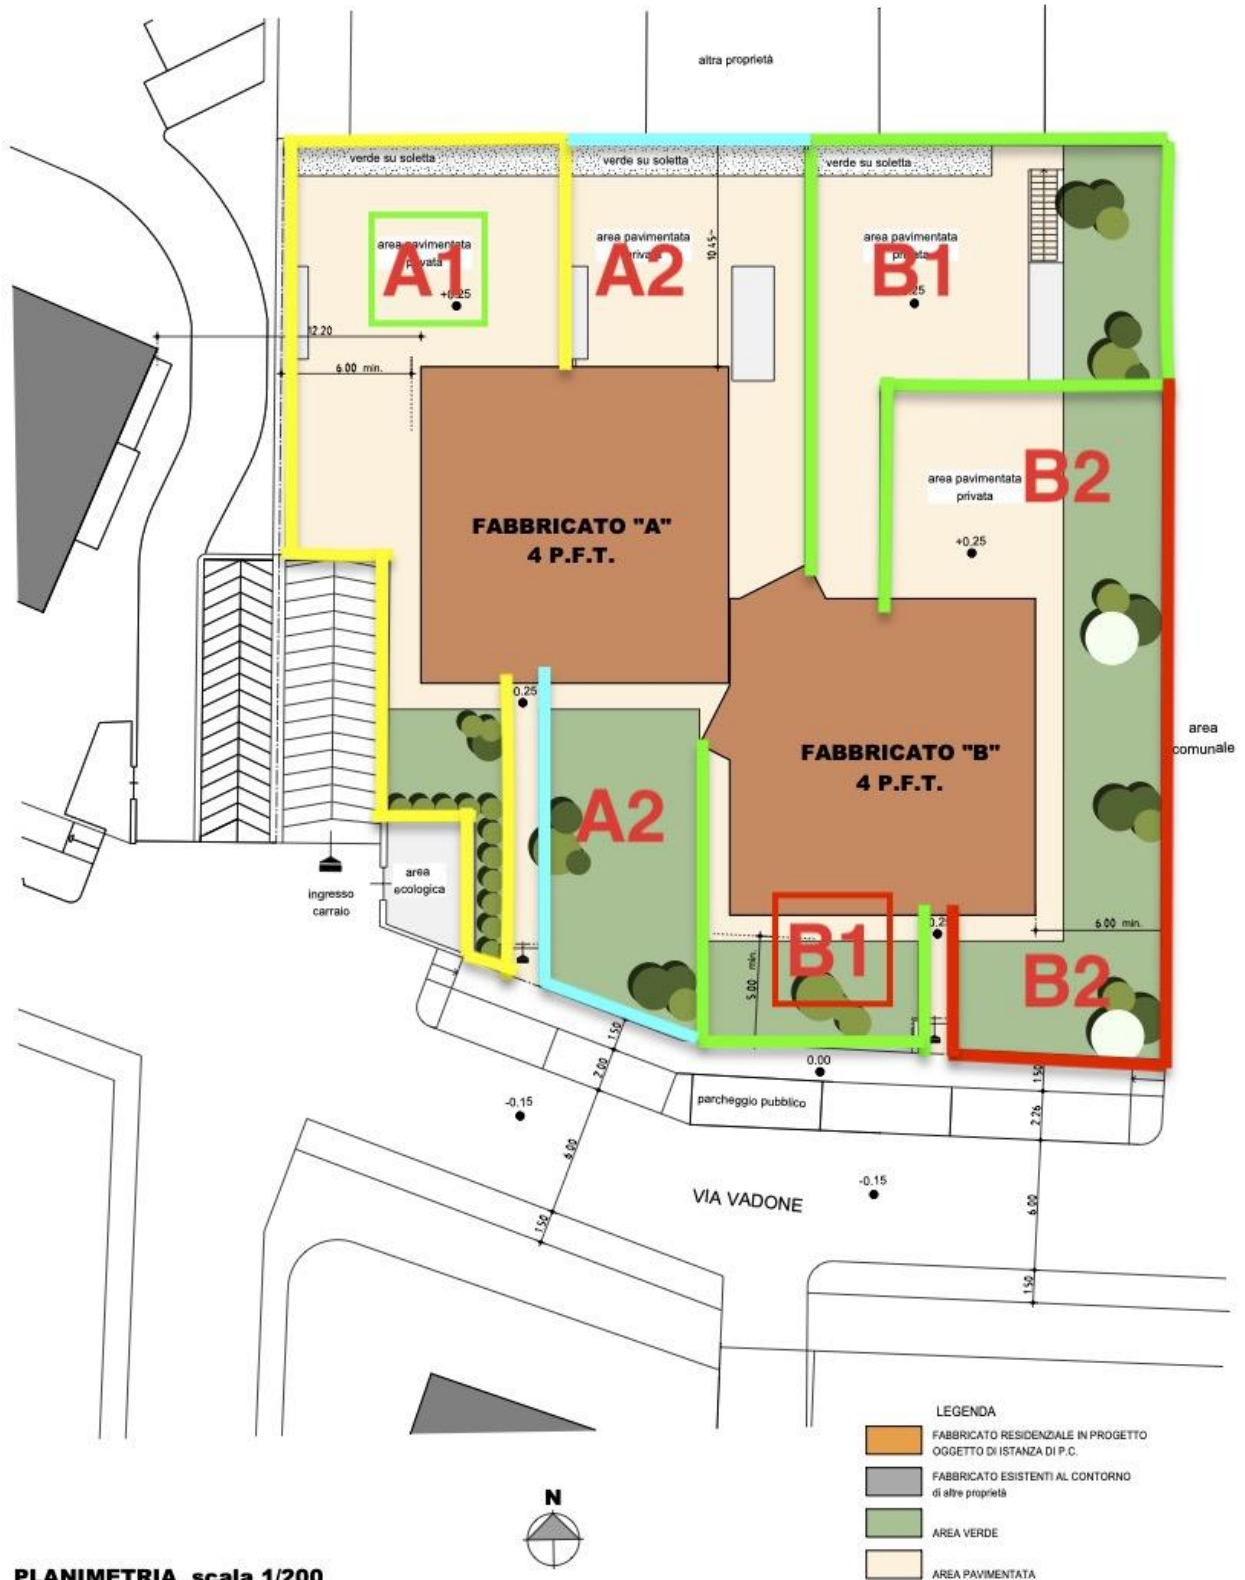 altra proprietà
verde su soletta
verde su soletta
verde su soletta
area pavimentata
privata
A1
+0.25
area pavimentata
privata
A2
10.45
area pavimentata
privata
B1
12.20
6.00 min.
area pavimentata
privata
B2
+0.25
FABBRICATO "A"
4 P.F.T.
0.25
FABBRICATO "B"
4 P.F.T.
area
comunale
A2
ingresso
carraio
area
ecologica
B1
5.00 min.
6.00 min.
B2
0.00
1.50
2.00
6.00
1.50
parcheggio pubblico
1.50
2.26
6.00
1.50
-0.15
-0.15
VIA VADONE
N
LEGENDA
FABBRICATO RESIDENZIALE IN PROGETTO
OGGETTO DI ISTANZA DI P.C.
FABBRICATO ESISTENTI AL CONTORNO
di altre proprietà
AREA VERDE
AREA PAVIMENTATA
PLANIMETRIA scala 1/200